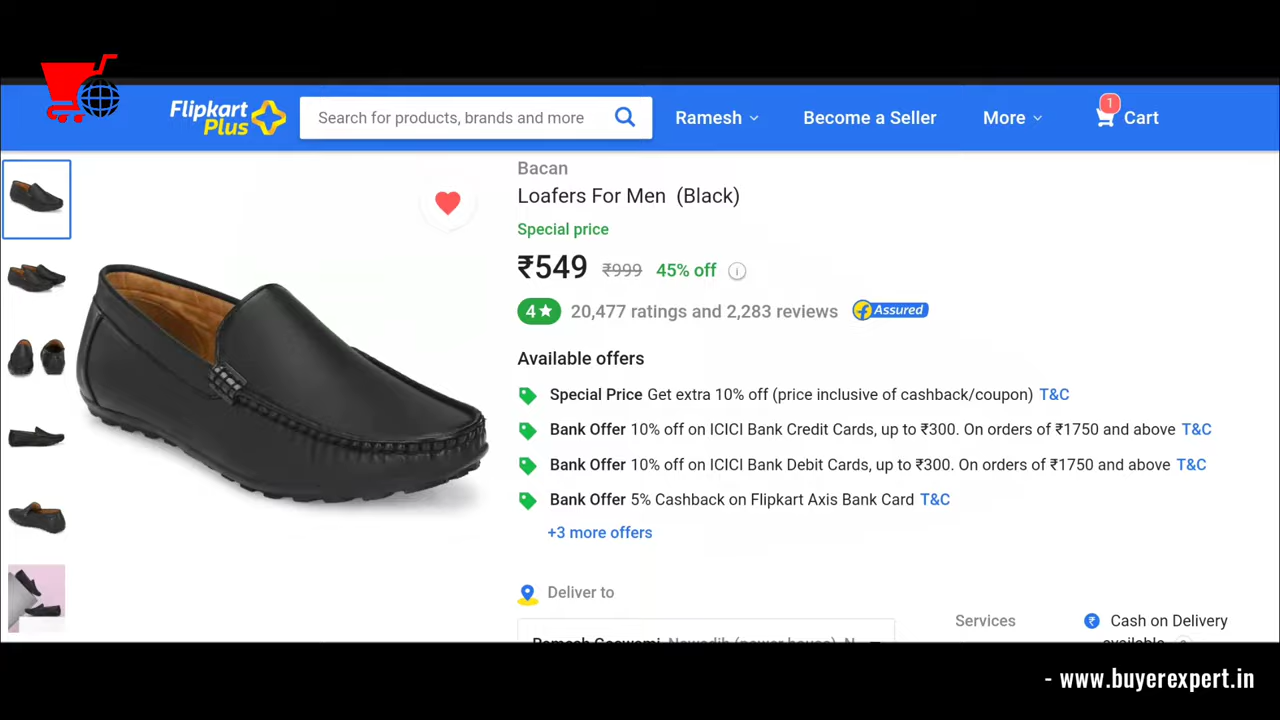 Flipkart
Plus
Search for products, brands and more
Ramesh
Become a Seller
More
1
Cart
Bacan
Loafers For Men (Black)
Special price
₹549 ₹999 45% off i
4★ 20,477 ratings and 2,283 reviews f Assured
Available offers
Special Price Get extra 10% off (price inclusive of cashback/coupon) T&C
Bank Offer 10% off on ICICI Bank Credit Cards, up to ₹300. On orders of ₹1750 and above T&C
Bank Offer 10% off on ICICI Bank Debit Cards, up to ₹300. On orders of ₹1750 and above T&C
Bank Offer 5% Cashback on Flipkart Axis Bank Card T&C
+3 more offers
Deliver to
Services
₹ Cash on Delivery
available
- www.buyerexpert.in